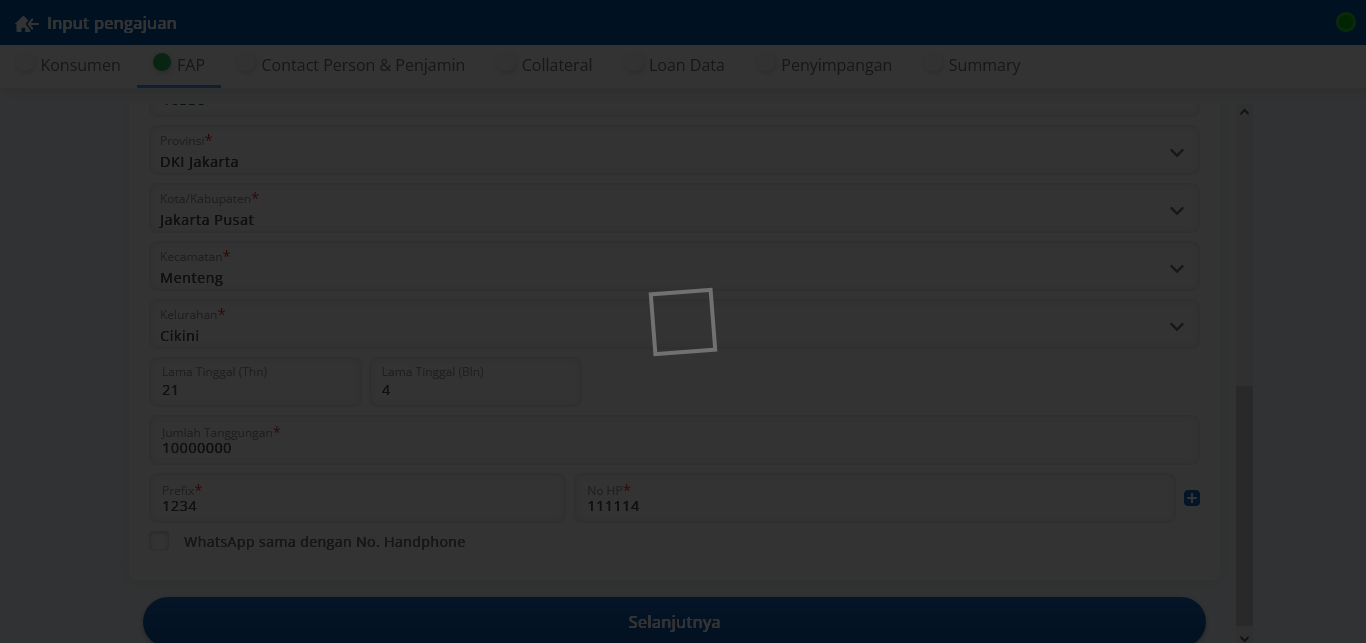 Input pengajuan
Konsumen FAP Contact Person & Penjamin Collateral Loan Data Penyimpangan Summary
Provinsi*
DKI Jakarta
Kota/Kabupaten*
Jakarta Pusat
Kecamatan*
Menteng
Kelurahan*
Cikini
Lama Tinggal (Thn) Lama Tinggal (Bln)
21 4
Jumlah Tanggungan*
10000000
Prefix* No HP*
1234 111114
WhatsApp sama dengan No. Handphone
Selanjutnya